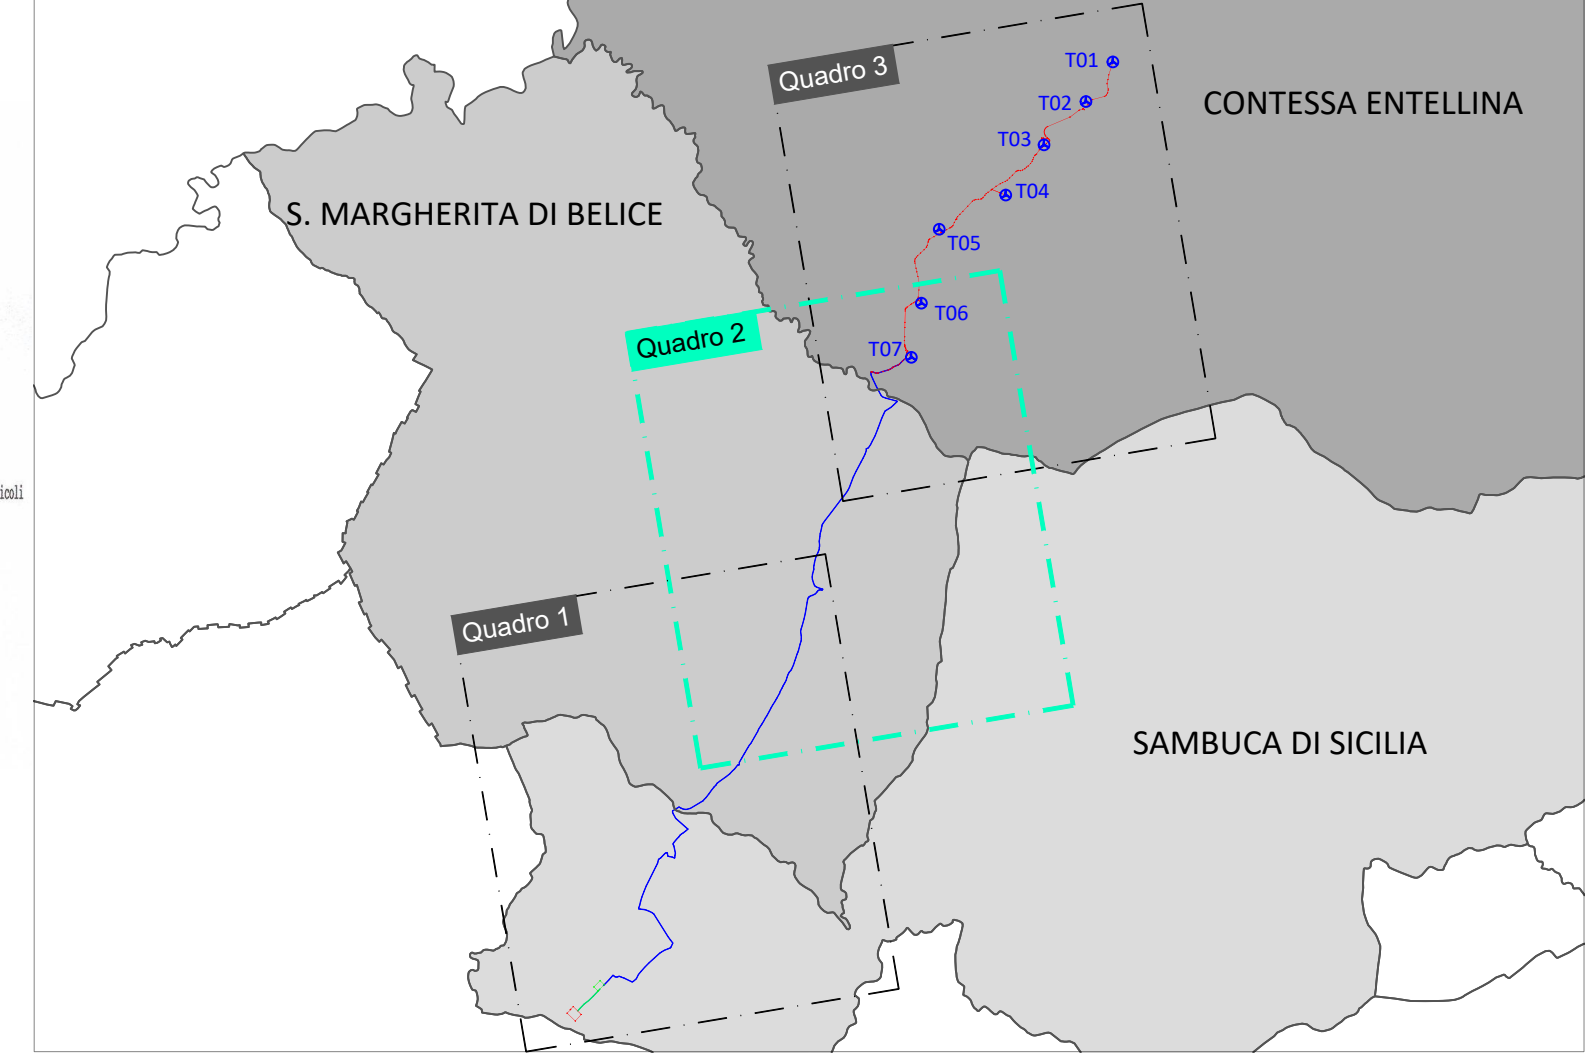 T01
Quadro 3
T02
CONTESSA ENTELLINA
T03
T04
S. MARGHERITA DI BELICE
T05
T06
Quadro 2
T07
icoli
Quadro 1
SAMBUCA DI SICILIA